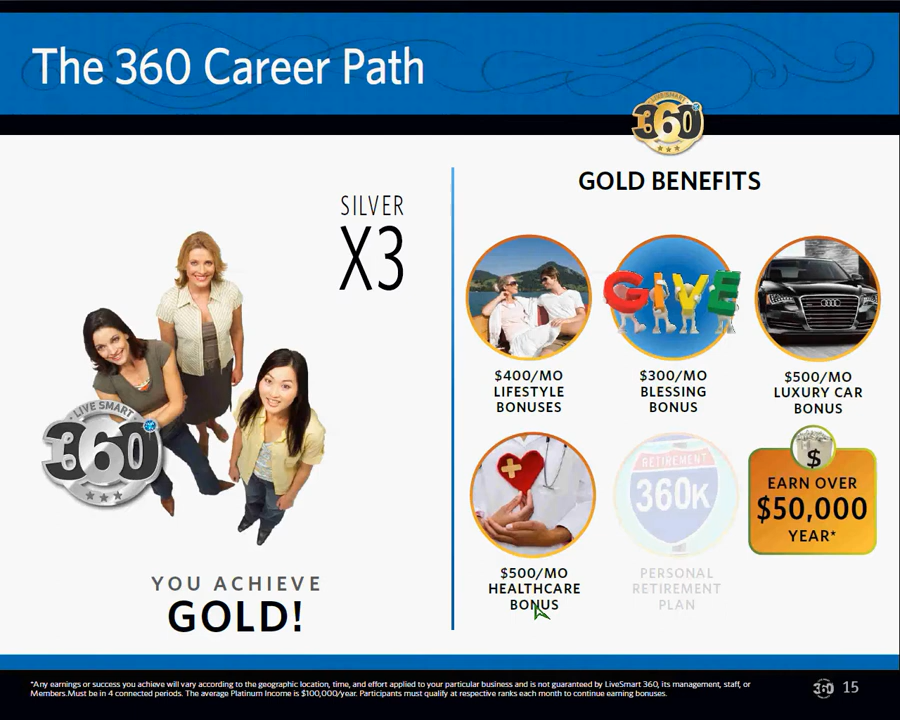 The 360 Career Path
LIVE SMART
360
GOLD BENEFITS
SILVER
X3
GIVE
$400/MO
LIFESTYLE
BONUSES
$300/MO
BLESSING
BONUS
$500/MO
LUXURY CAR
BONUS
LIVE SMART
360
RETIREMENT
360K
$
EARN OVER
$50,000
YEAR*
$500/MO
HEALTHCARE
BONUS
PERSONAL
RETIREMENT
PLAN
YOU ACHIEVE
GOLD!
*Any earnings or success you achieve will vary according to the geographic location, time, and effort applied to your particular business and is not guaranteed by LiveSmart 360, its management, staff, or
Members.Must be in 4 connected periods. The average Platinum Income is $100,000/year. Participants must qualify at respective ranks each month to continue earning bonuses.
360 15